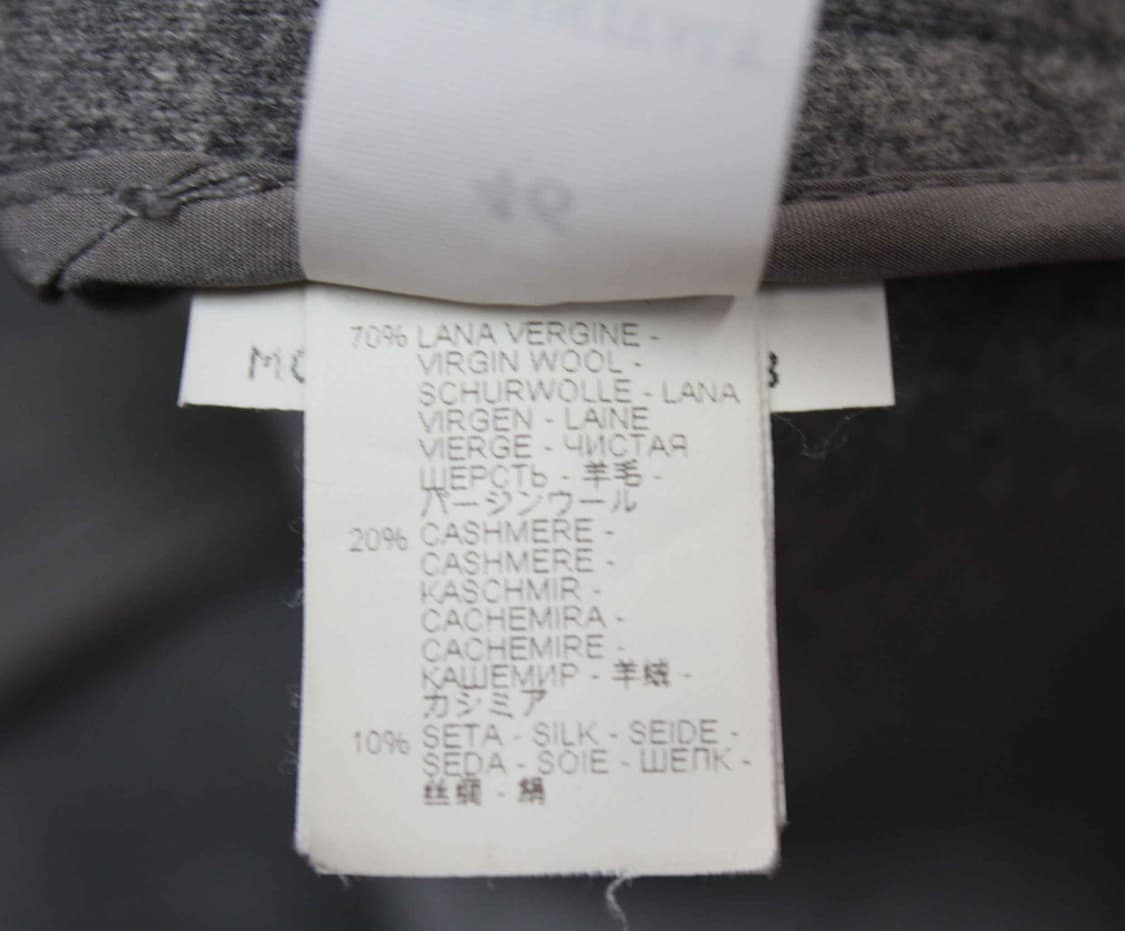 70% LANA VERGINE -
VIRGIN WOOL -
SCHURWOLLE - LANA
VIRGEN - LAINE
VIERGE - ЧИСТАЯ
ШЕРСТЬ - 羊毛 -
バージンウール
20% CASHMERE -
CASHMERE -
KASCHMIR -
CACHEMIRA -
CACHEMIRE -
КАШЕМИР - 羊绒 -
カシミア
10% SETA - SILK - SEIDE -
SEDA - SOIE - ШЕПК -
丝绸 - 絹